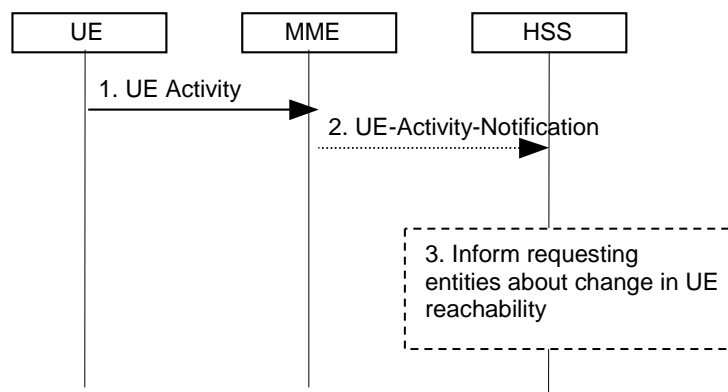 UE
MME
HSS
1. UE Activity
2. UE-Activity-Notification
3. Inform requesting
entities about change in UE
reachability